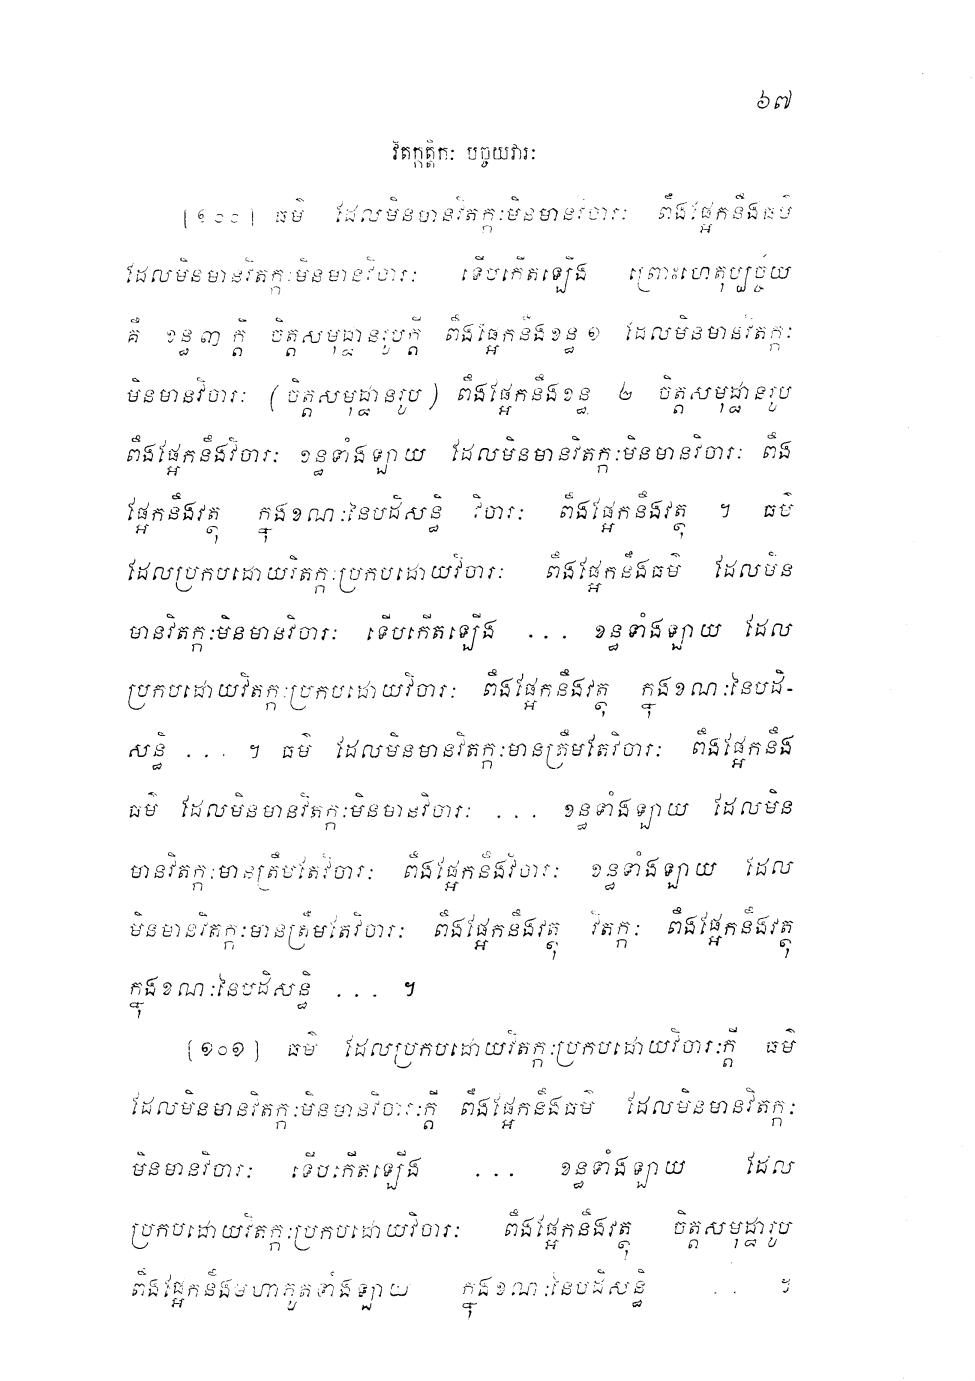 ៦៧
វិតក្កត្តិកៈ បច្ចយវារៈ
[១០០] ធម៌ ដែលមិនមានវិតក្កៈមិនមានវិចារៈ ពឹងផ្អែកនឹងធម៌
ដែលមិនមានវិតក្កៈមិនមានវិចារៈ ទើបកើតឡើង ព្រោះហេតុប្បច្ច័យ
គឺ ខន្ធ ៣ ក្តី ចិត្តសមុដ្ឋានរូបក្តី ពឹងផ្អែកនឹងខន្ធ ១ ដែលមិនមានវិតក្កៈ
មិនមានវិចារៈ (ចិត្តសមុដ្ឋានរូប) ពឹងផ្អែកនឹងខន្ធ ២ ចិត្តសមុដ្ឋានរូប
ពឹងផ្អែកនឹងវិចារៈ ខន្ធទាំងឡាយ ដែលមិនមានវិតក្កៈមិនមានវិចារៈ ពឹង
ផ្អែកនឹងវត្ថុ ក្នុងខណៈនៃបដិសន្ធិ វិចារៈ ពឹងផ្អែកនឹងវត្ថុ ។ ធម៌
ដែលប្រកបដោយវិតក្កៈប្រកបដោយវិចារៈ ពឹងផ្អែកនឹងធម៌ ដែលមិន
មានវិតក្កៈមិនមានវិចារៈ ទើបកើតឡើង ... ខន្ធទាំងឡាយ ដែល
ប្រកបដោយវិតក្កៈប្រកបដោយវិចារៈ ពឹងផ្អែកនឹងវត្ថុ ក្នុងខណៈនៃបដិ-
សន្ធិ ... ។ ធម៌ ដែលមិនមានវិតក្កៈមានត្រឹមតែវិចារៈ ពឹងផ្អែកនឹង
ធម៌ ដែលមិនមានវិតក្កៈមិនមានវិចារៈ ... ខន្ធទាំងឡាយ ដែលមិន
មានវិតក្កៈមានត្រឹមតែវិចារៈ ពឹងផ្អែកនឹងវិចារៈ ខន្ធទាំងឡាយ ដែល
មិនមានវិតក្កៈមានត្រឹមតែវិចារៈ ពឹងផ្អែកនឹងវត្ថុ វិតក្កៈ ពឹងផ្អែកនឹងវត្ថុ
ក្នុងខណៈនៃបដិសន្ធិ ... ។
[១០១] ធម៌ ដែលប្រកបដោយវិតក្កៈប្រកបដោយវិចារៈក្តី ធម៌
ដែលមិនមានវិតក្កៈមិនមានវិចារៈក្តី ពឹងផ្អែកនឹងធម៌ ដែលមិនមានវិតក្កៈ
មិនមានវិចារៈ ទើបកើតឡើង ... ខន្ធទាំងឡាយ ដែល
ប្រកបដោយវិតក្កៈប្រកបដោយវិចារៈ ពឹងផ្អែកនឹងវត្ថុ ចិត្តសមុដ្ឋារូប
ពឹងផ្អែកនឹងមហាភូតទាំងឡាយ ក្នុងខណៈនៃបដិសន្ធិ .. ។